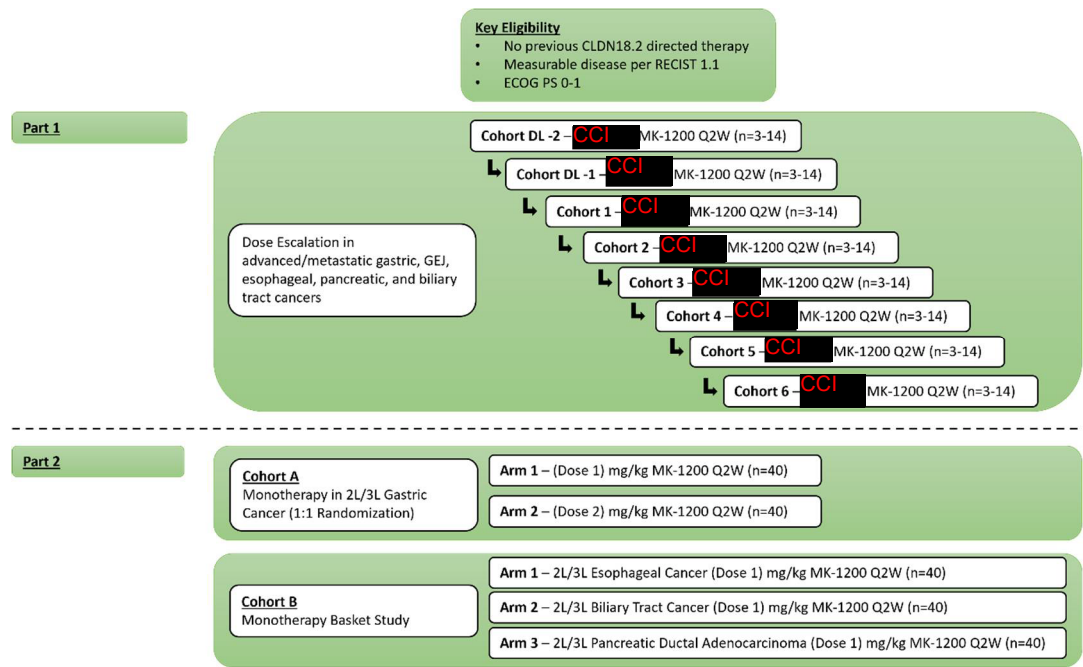 Key Eligibility
• No previous CLDN18.2 directed therapy
• Measurable disease per RECIST 1.1
• ECOG PS 0-1
Part 1
Cohort DL -2 – CCI MK-1200 Q2W (n=3-14)
Cohort DL -1 – CCI MK-1200 Q2W (n=3-14)
Cohort 1 – CCI MK-1200 Q2W (n=3-14)
Cohort 2 – CCI MK-1200 Q2W (n=3-14)
Cohort 3 – CCI MK-1200 Q2W (n=3-14)
Cohort 4 – CCI MK-1200 Q2W (n=3-14)
Cohort 5 – CCI MK-1200 Q2W (n=3-14)
Cohort 6 – CCI MK-1200 Q2W (n=3-14)
Dose Escalation in
advanced/metastatic gastric, GEJ,
esophageal, pancreatic, and biliary
tract cancers
Part 2
Cohort A
Monotherapy in 2L/3L Gastric
Cancer (1:1 Randomization)
Arm 1 – (Dose 1) mg/kg MK-1200 Q2W (n=40)
Arm 2 – (Dose 2) mg/kg MK-1200 Q2W (n=40)
Cohort B
Monotherapy Basket Study
Arm 1 – 2L/3L Esophageal Cancer (Dose 1) mg/kg MK-1200 Q2W (n=40)
Arm 2 – 2L/3L Biliary Tract Cancer (Dose 1) mg/kg MK-1200 Q2W (n=40)
Arm 3 – 2L/3L Pancreatic Ductal Adenocarcinoma (Dose 1) mg/kg MK-1200 Q2W (n=40)